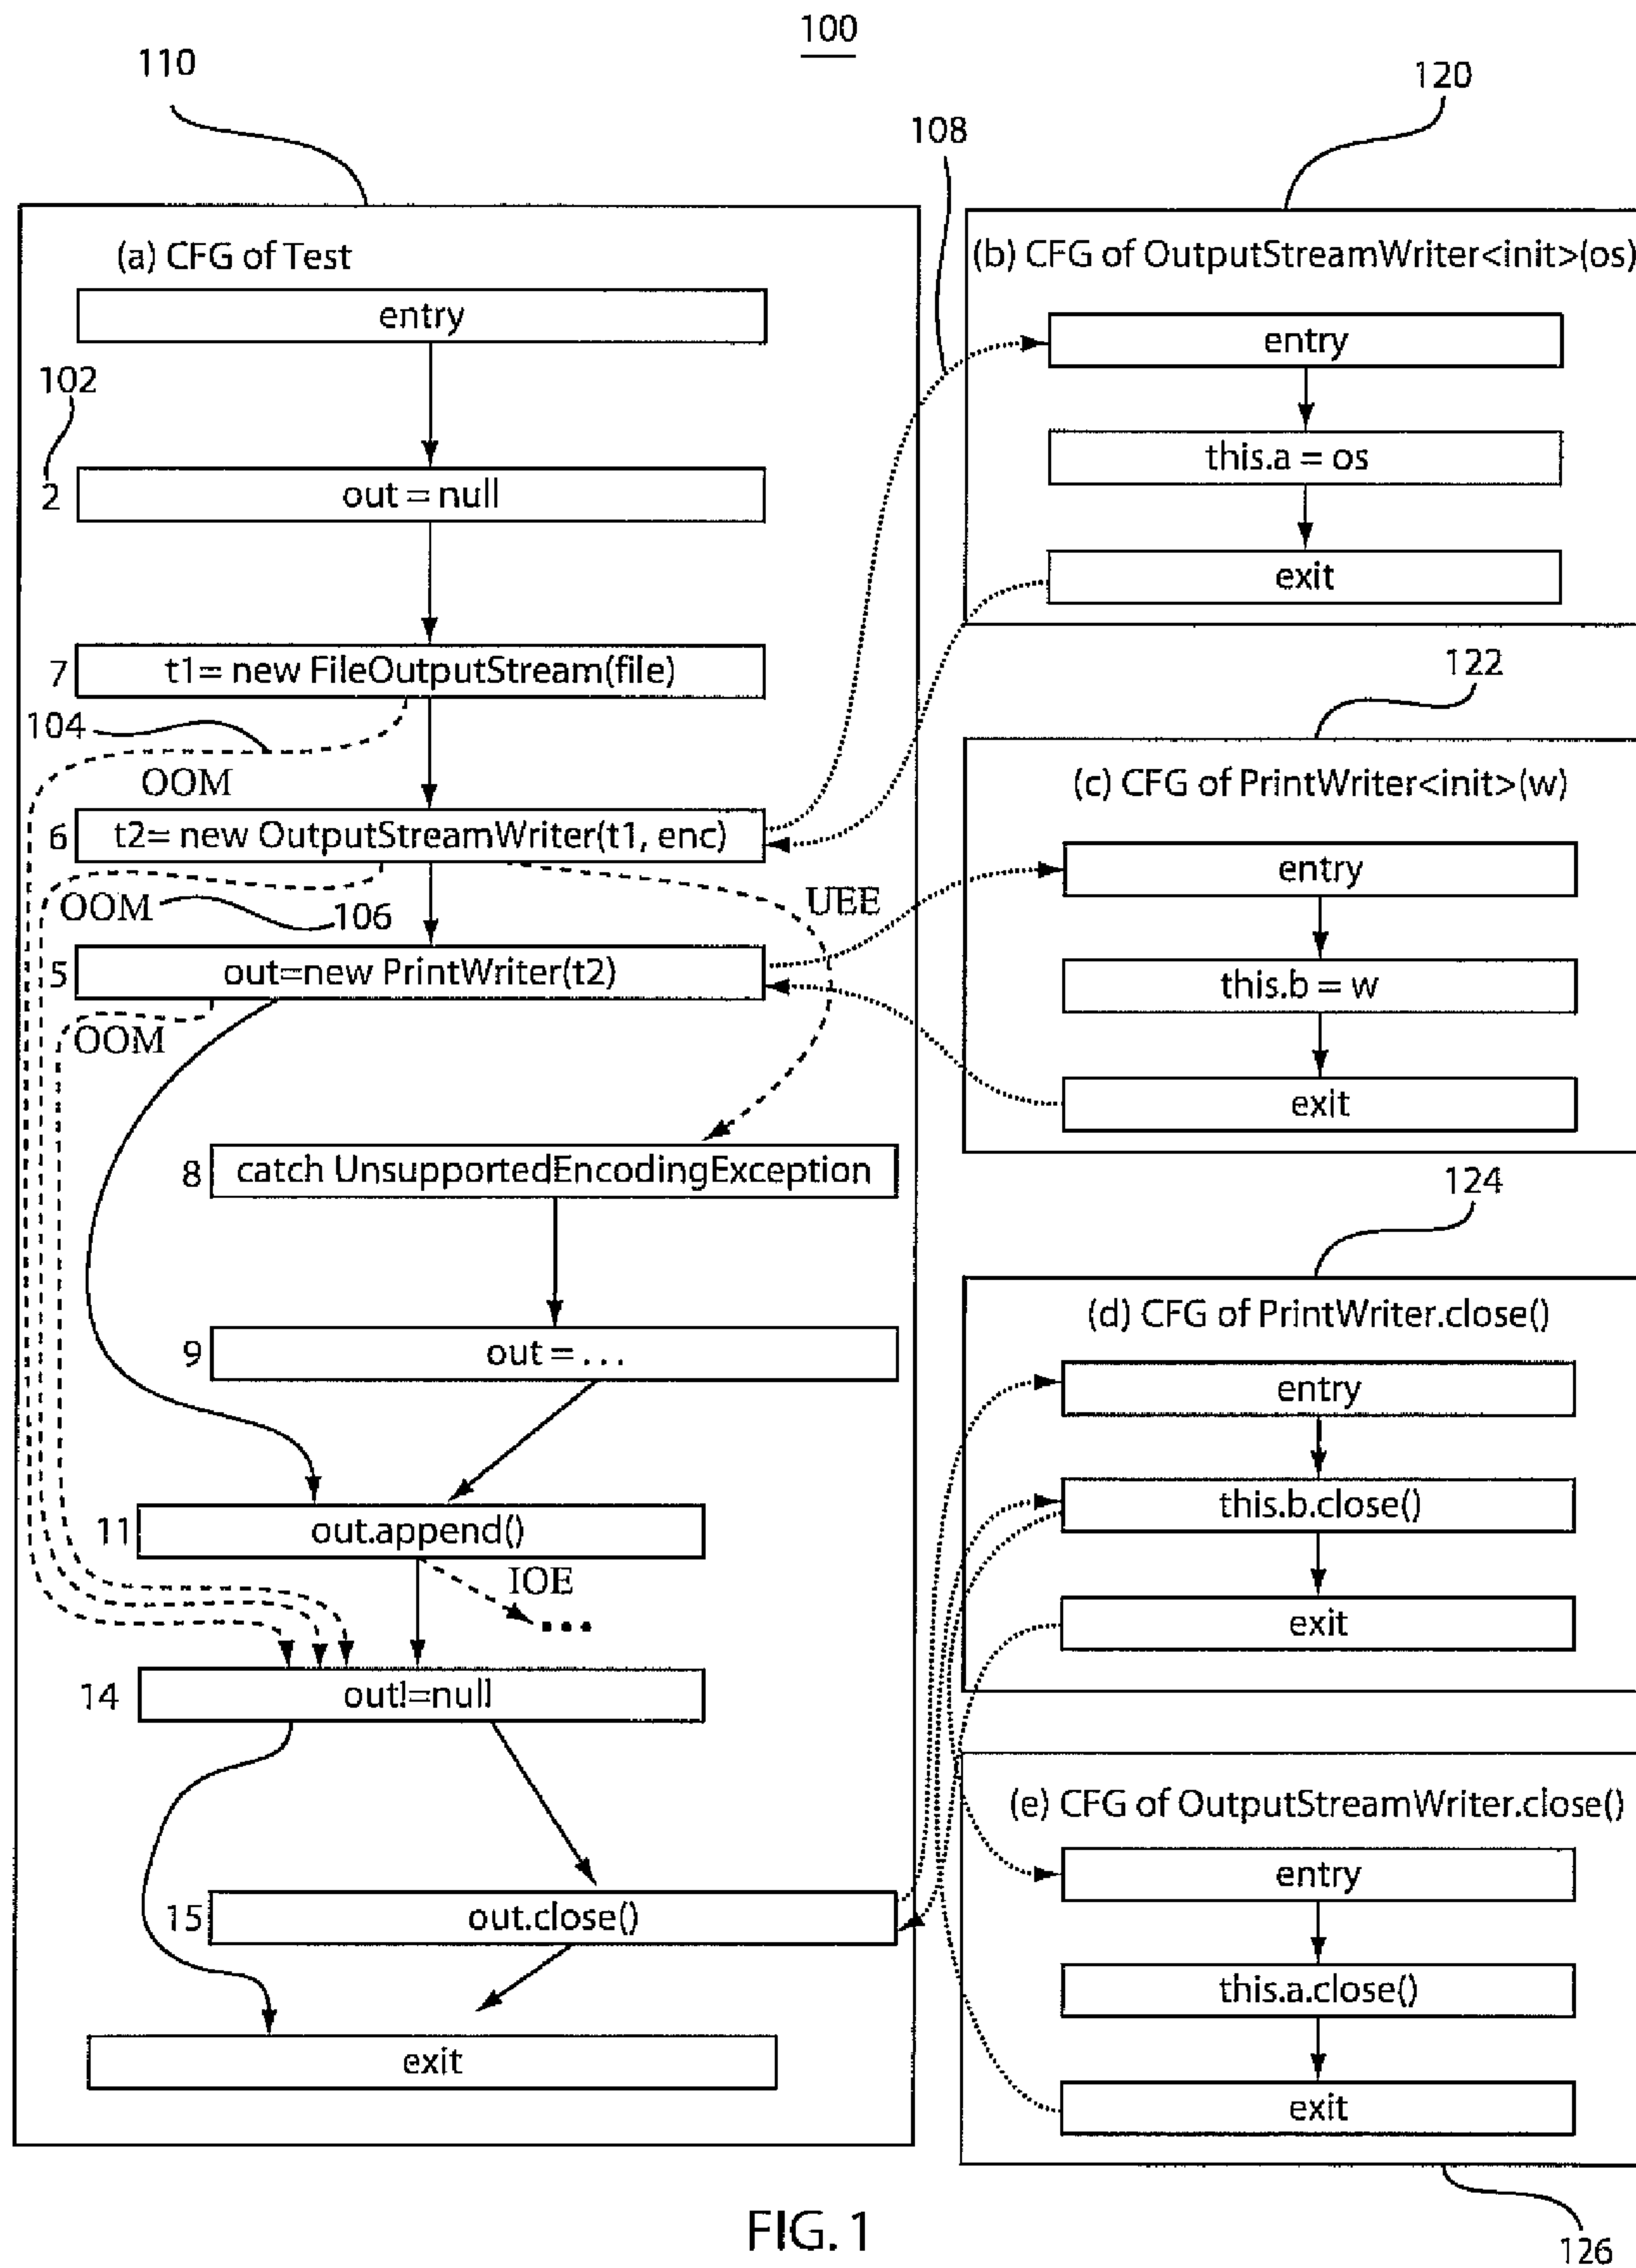 100
110
120
108
(a) CFG of Test
entry
102
2 out = null
7 t1= new FileOutputStream(file)
104
OOM
6 t2= new OutputStreamWriter(t1, enc)
OOM
106
UEE
5 out=new PrintWriter(t2)
OOM
8 catch UnsupportedEncodingException
9 out = . . .
11 out.append()
IOE
...
14 out!=null
15 out.close()
exit
(b) CFG of OutputStreamWriter<init>(os)
entry
this.a = os
exit
122
(c) CFG of PrintWriter<init>(w)
entry
this.b = w
exit
124
(d) CFG of PrintWriter.close()
entry
this.b.close()
exit
(e) CFG of OutputStreamWriter.close()
entry
this.a.close()
exit
126
FIG. 1